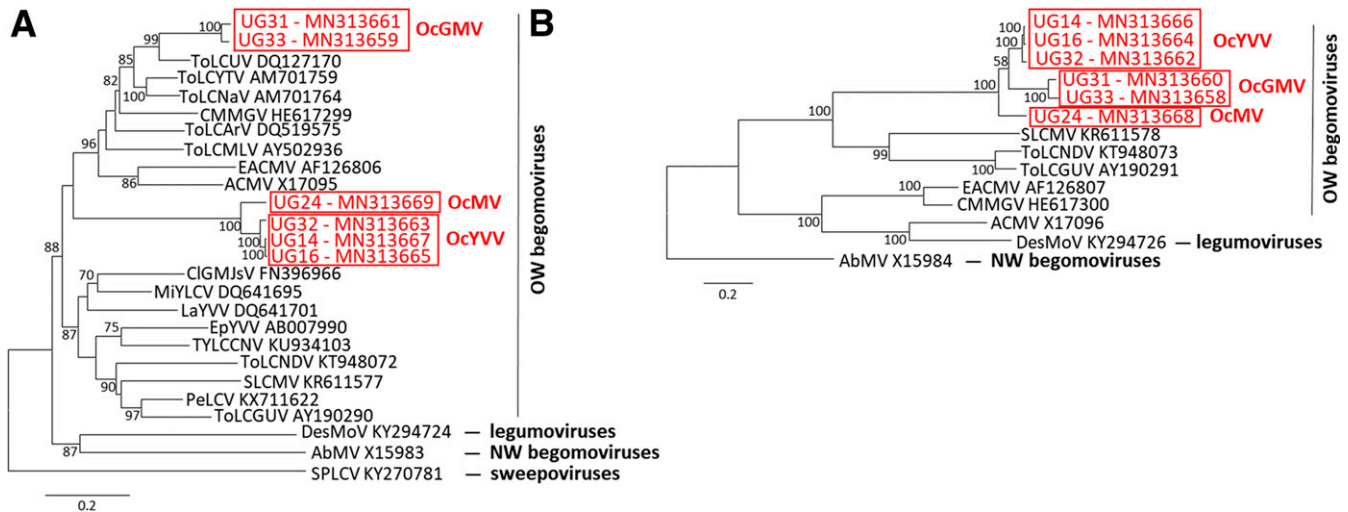 A
100
UG31 - MN313661
UG33 - MN313659
OcGMV
99
85
ToLCUV DQ127170
82
ToLCYTV AM701759
100
ToLCNaV AM701764
CMMGV HE617299
ToLCArV DQ519575
96
ToLCMLV AY502936
EACMV AF126806
86
ACMV X17095
UG24 - MN313669
OcMV
100
UG32 - MN313663
100
UG14 - MN313667
OcYVV
100
UG16 - MN313665
88
70
ClGMJsV FN396966
MiYLCV DQ641695
LaYVV DQ641701
87
75
EpYVV AB007990
TYLCCNV KU934103
ToLCNDV KT948072
90
SLCMV KR611577
PeLCV KX711622
97
ToLCGUV AY190290
DesMoV KY294724 — legumoviruses
87
AbMV X15983 — NW begomoviruses
SPLCV KY270781 — sweepoviruses
0.2
OW begomoviruses
B
100
UG14 - MN313666
100
UG16 - MN313664
OcYVV
58
UG32 - MN313662
100
UG31 - MN313660
OcGMV
100
UG33 - MN313658
100
UG24 - MN313668
OcMV
SLCMV KR611578
99
ToLCNDV KT948073
100
ToLCGUV AY190291
100
EACMV AF126807
CMMGV HE617300
100
ACMV X17096
100
DesMoV KY294726 — legumoviruses
AbMV X15984 — NW begomoviruses
0.2
OW begomoviruses